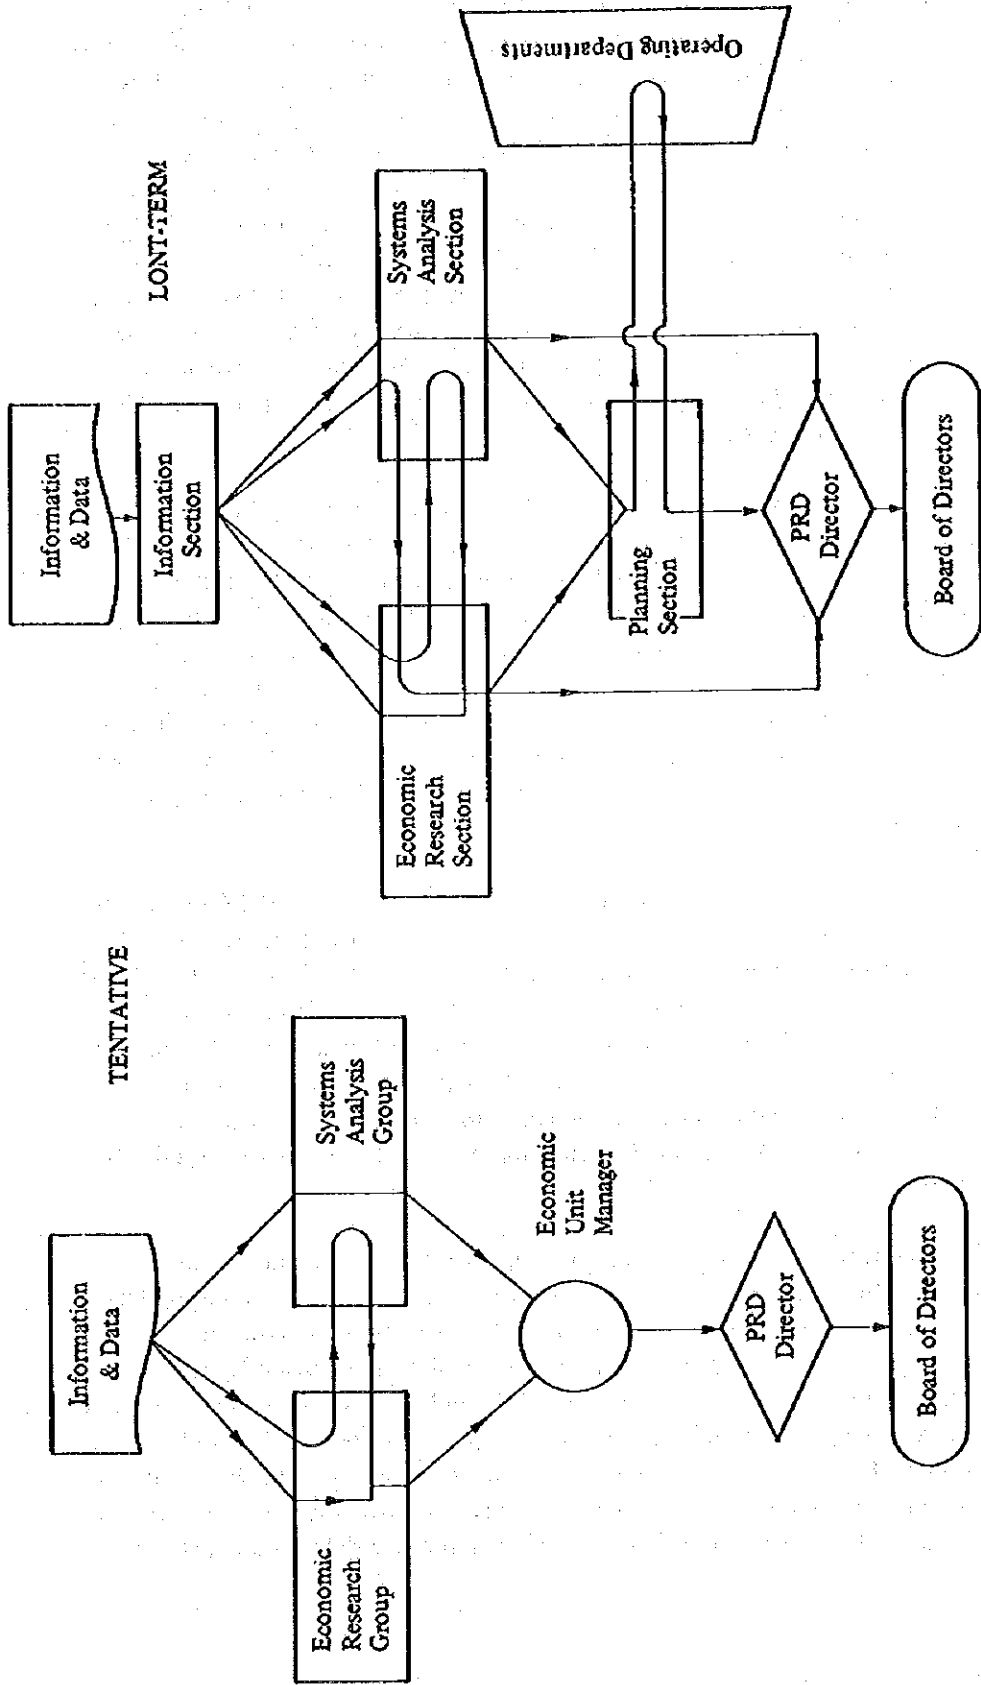 TENTATIVE
Information
& Data
Economic
Research
Group
Systems
Analysis
Group
Economic
Unit
Manager
PRD
Director
Board of Directors
LONT-TERM
Information
& Data
Information
Section
Economic
Research
Section
Systems
Analysis
Section
Planning
Section
Operating Departments
PRD
Director
Board of Directors